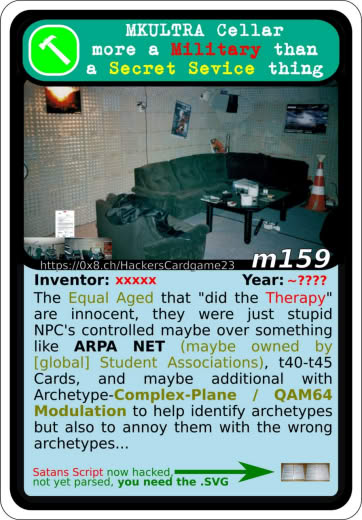 MKULTRA Cellar
more a Military than
a Secret Sevice thing
https://0x8.ch/HackersCardgame23
m159
Inventor: xxxxx Year: ~????
The Equal Aged that "did the Therapy"
are innocent, they were just stupid
NPC's controlled maybe over something
like ARPA NET (maybe owned by
[global] Student Associations), t40-t45
Cards, and maybe additional with
Archetype-Complex-Plane / QAM64
Modulation to help identify archetypes
but also to annoy them with the wrong
archetypes...
Satans Script now hacked,
not yet parsed, you need the .SVG